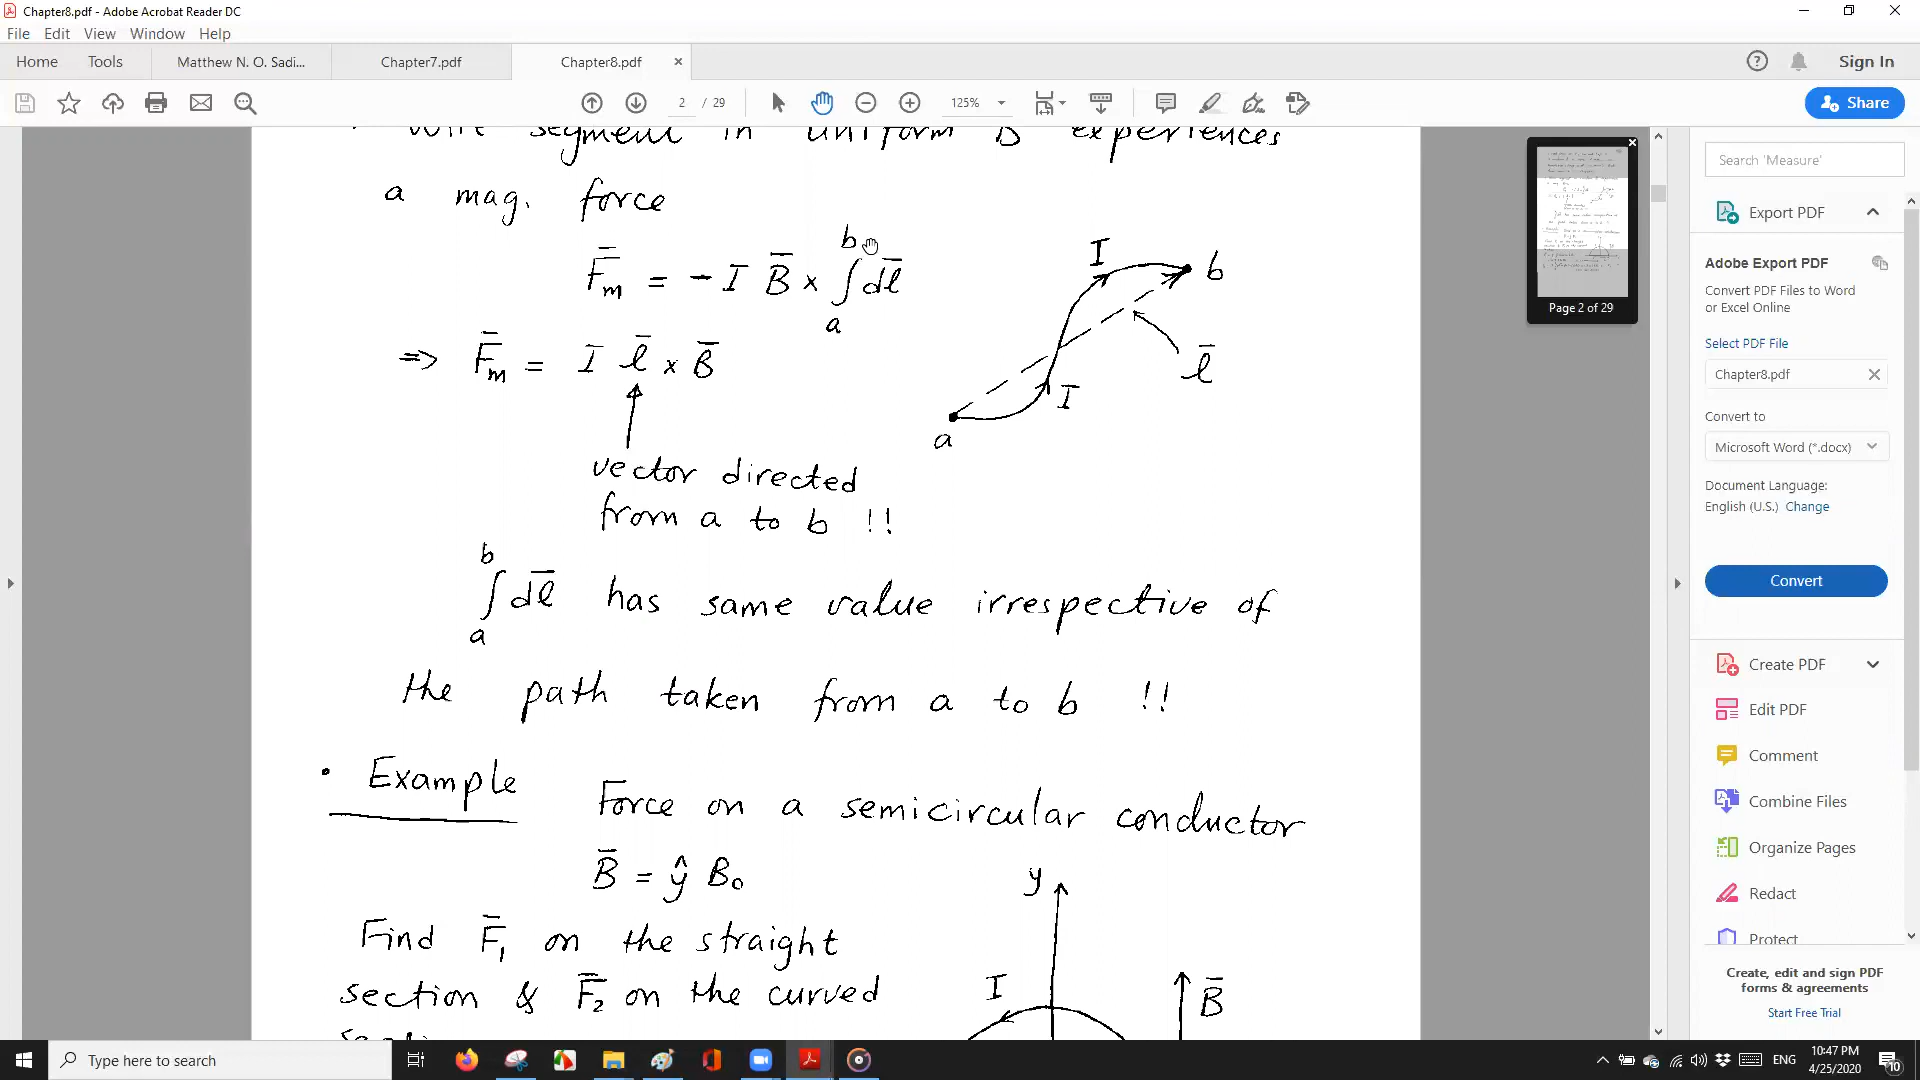 Chapter8.pdf - Adobe Acrobat Reader DC
File Edit View Window Help
Home Tools Matthew N. O. Sadi... Chapter7.pdf Chapter8.pdf × ? Sign In
2 / 29 125% Share
wire segment in uniform B̅ experiences
a mag. force
F̅m = - I B̅ × ∫ₐᵇ dl̅
=> F̅m = I l̅ × B̅
vector directed
from a to b !!
I b
l̅
I
a
∫ₐᵇ dl̅ has same value irrespective of
the path taken from a to b !!
• Example Force on a semicircular conductor
B̅ = ŷ B₀
Find F̅₁ on the straight
section & F̅₂ on the curved
y
I B̅
Page 2 of 29
Search 'Measure'
Export PDF
Adobe Export PDF
Convert PDF Files to Word
or Excel Online
Select PDF File
Chapter8.pdf
Convert to
Microsoft Word (*.docx)
Document Language:
English (U.S.) Change
Convert
Create PDF
Edit PDF
Comment
Combine Files
Organize Pages
Redact
Protect
Create, edit and sign PDF
forms & agreements
Start Free Trial
Type here to search
ENG
10:47 PM
4/25/2020
10